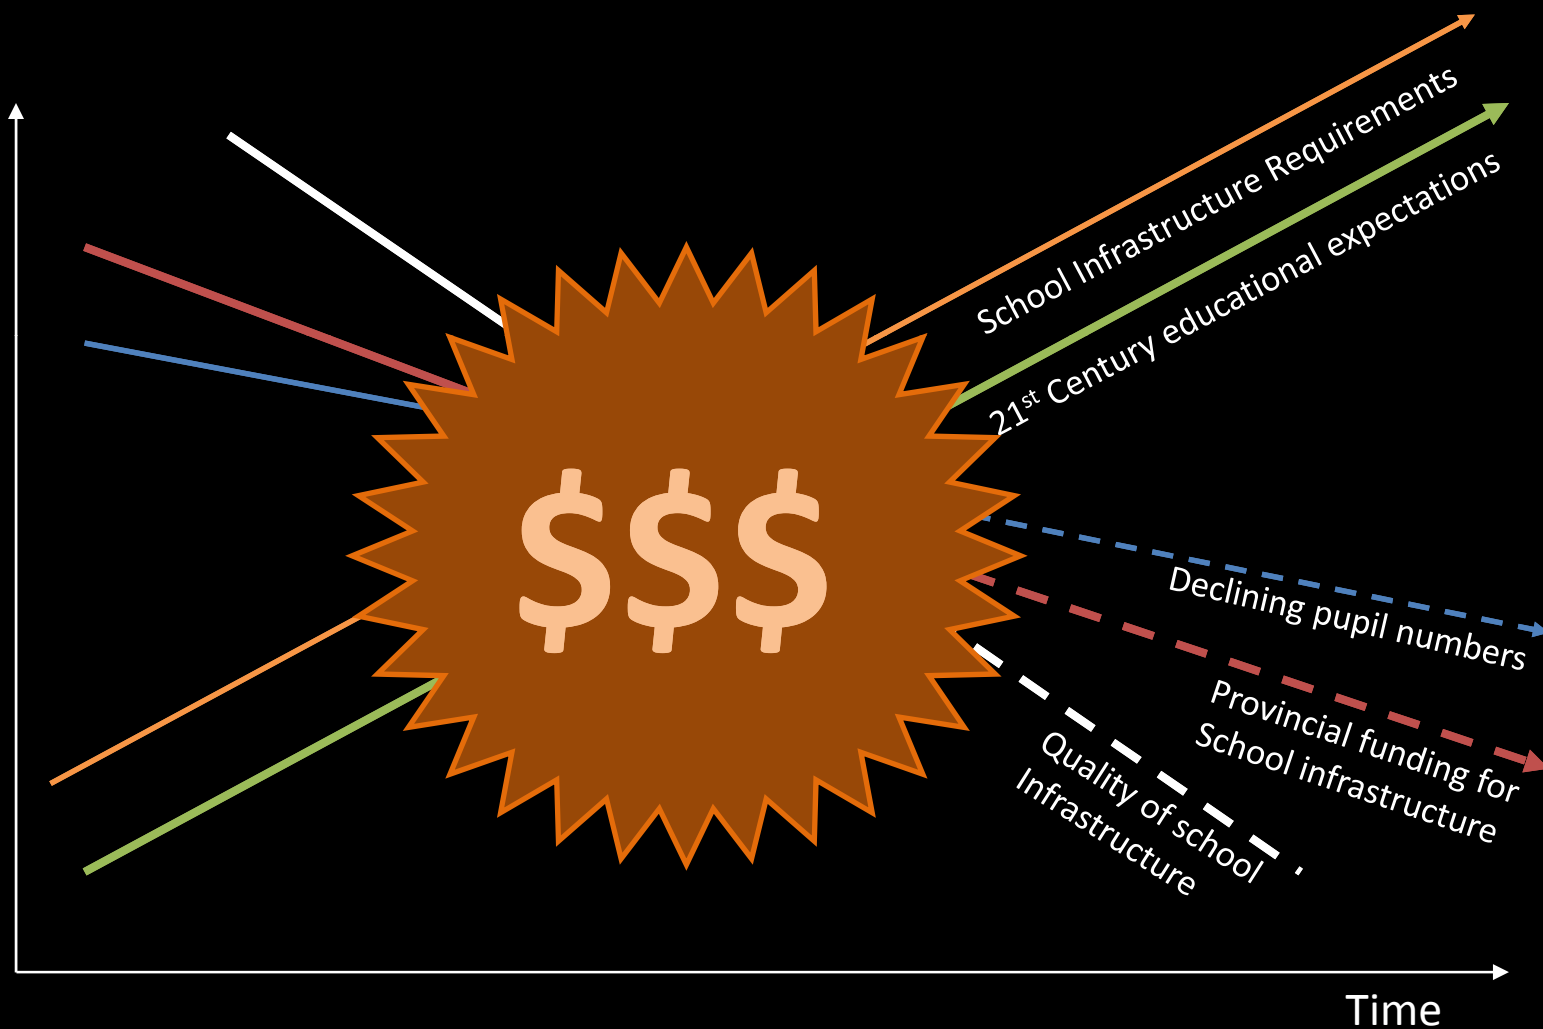 School Infrastructure Requirements
21st Century educational expectations
$$$
Declining pupil numbers
Provincial funding for
School infrastructure
Quality of school
Infrastructure
Time